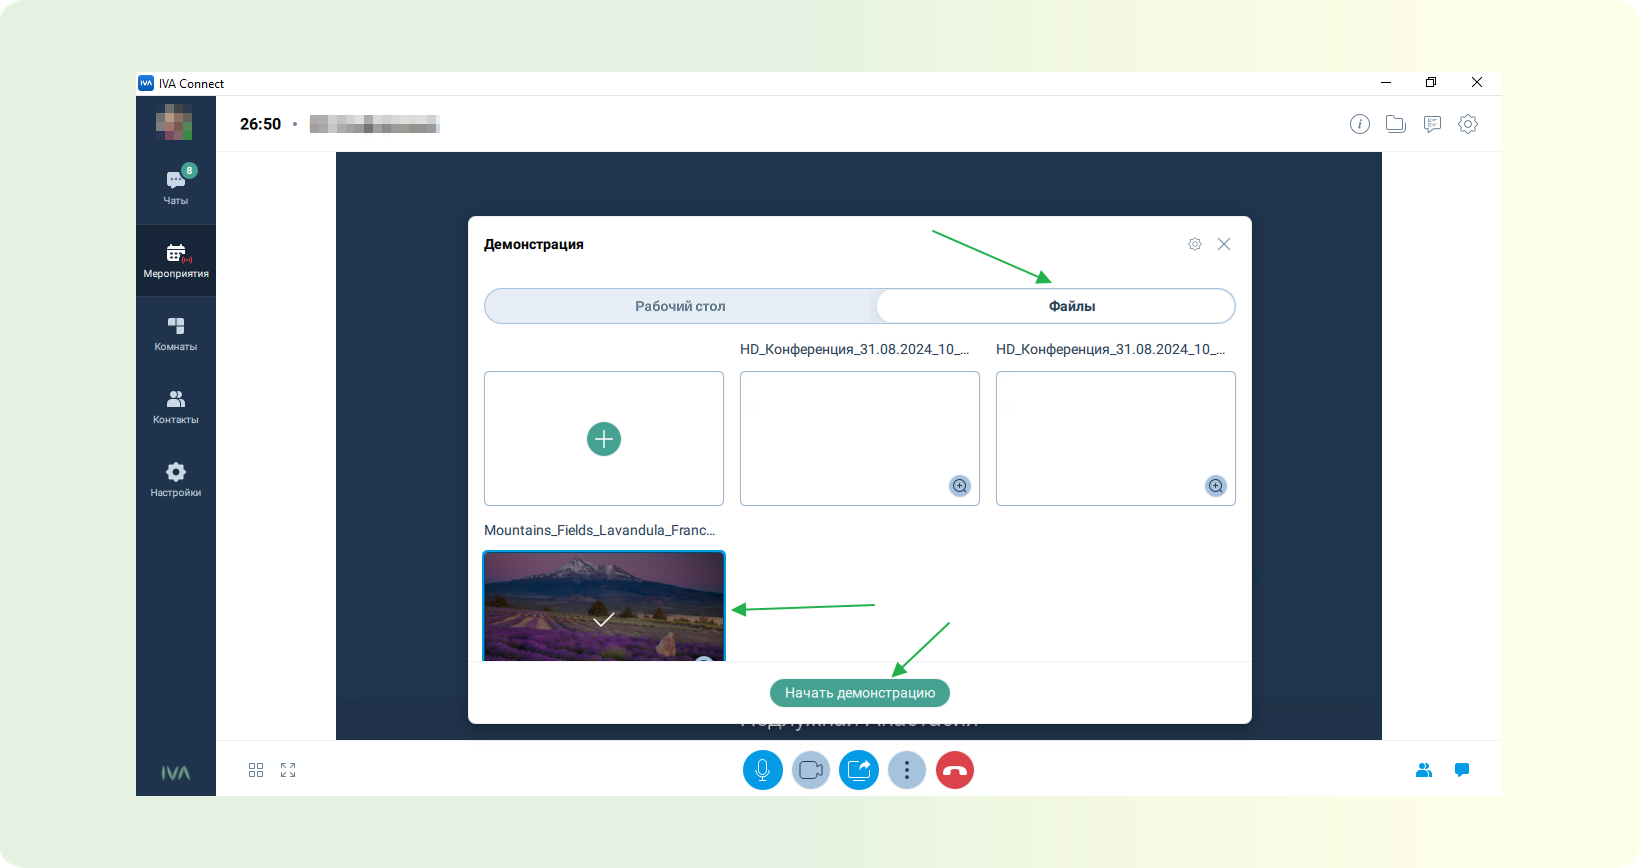 IVA IVA Connect
26:50
8
Чаты
Мероприятия
Комнаты
Контакты
Настройки
IVA
Демонстрация
Рабочий стол
Файлы
HD_Конференция_31.08.2024_10_...
HD_Конференция_31.08.2024_10_...
Mountains_Fields_Lavandula_Franc...
Начать демонстрацию